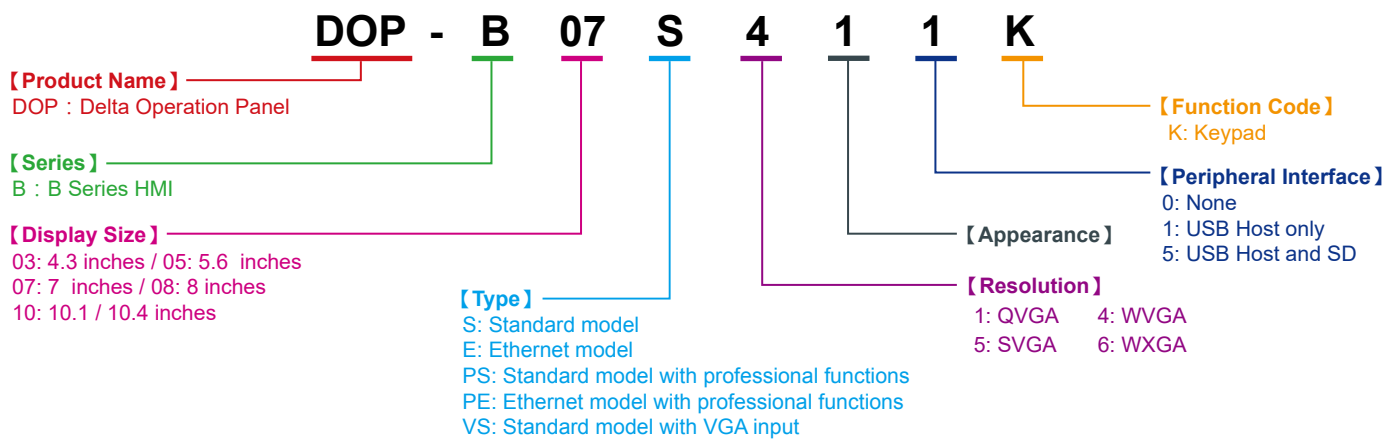 DOP - B 07 S 4 1 1 K
【Product Name】
DOP：Delta Operation Panel
【Series】
B：B Series HMI
【Display Size】
03: 4.3 inches / 05: 5.6 inches
07: 7 inches / 08: 8 inches
10: 10.1 / 10.4 inches
【Type】
S: Standard model
E: Ethernet model
PS: Standard model with professional functions
PE: Ethernet model with professional functions
VS: Standard model with VGA input
【Function Code】
K: Keypad
【Peripheral Interface】
0: None
1: USB Host only
5: USB Host and SD
【Appearance】
【Resolution】
1: QVGA 4: WVGA
5: SVGA 6: WXGA